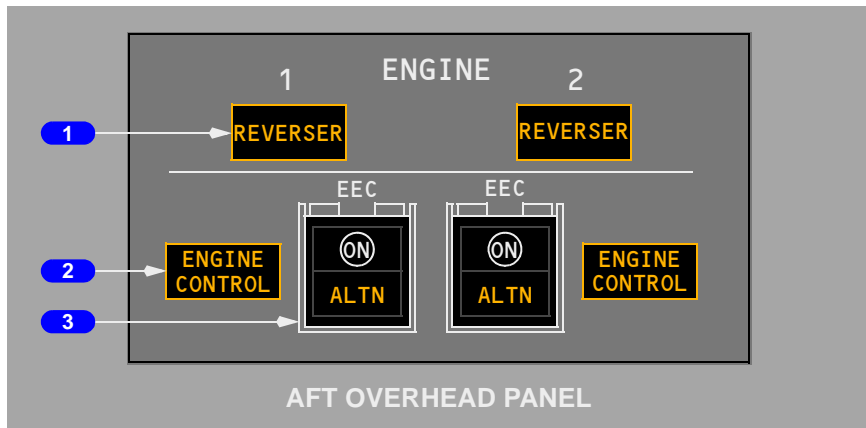 ENGINE
1 2
1 REVERSER REVERSER
EEC EEC
ON ON
2 ENGINE CONTROL ENGINE CONTROL
ALTN ALTN
3
AFT OVERHEAD PANEL